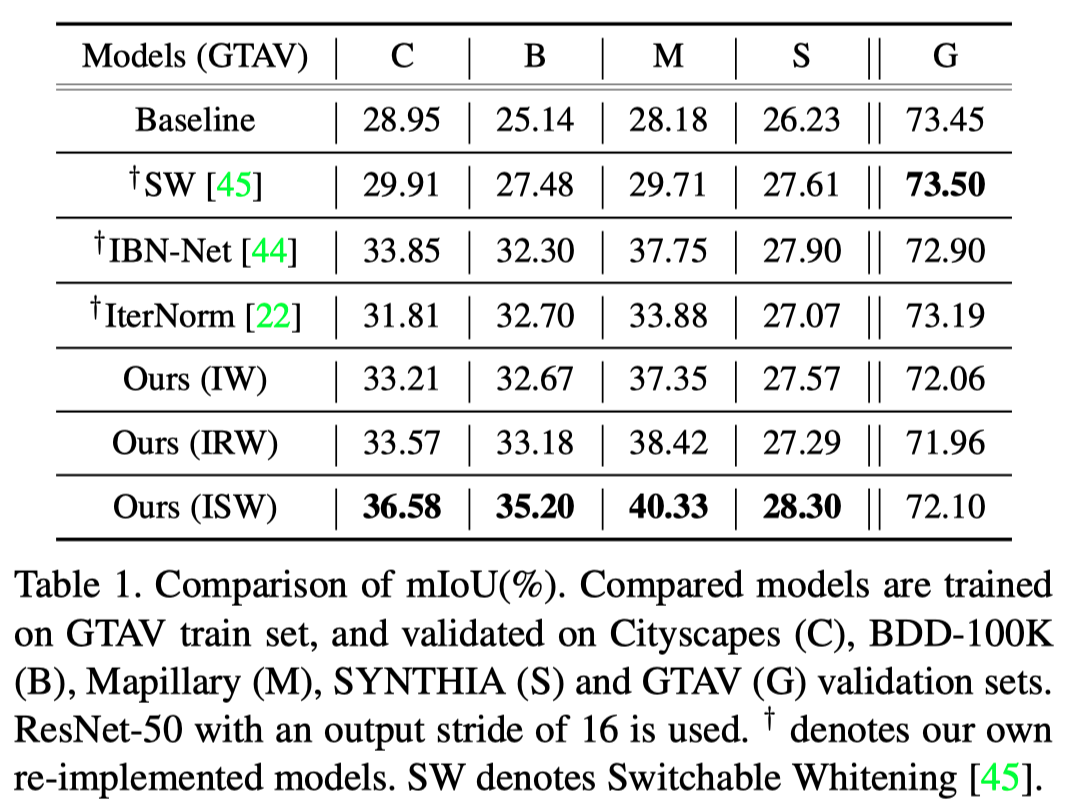 Models (GTAV) | C | B | M | S || G
Baseline | 28.95 | 25.14 | 28.18 | 26.23 || 73.45
†SW [45] | 29.91 | 27.48 | 29.71 | 27.61 || 73.50
†IBN-Net [44] | 33.85 | 32.30 | 37.75 | 27.90 || 72.90
†IterNorm [22] | 31.81 | 32.70 | 33.88 | 27.07 || 73.19
Ours (IW) | 33.21 | 32.67 | 37.35 | 27.57 || 72.06
Ours (IRW) | 33.57 | 33.18 | 38.42 | 27.29 || 71.96
Ours (ISW) | 36.58 | 35.20 | 40.33 | 28.30 || 72.10
Table 1. Comparison of mIoU(%). Compared models are trained
on GTAV train set, and validated on Cityscapes (C), BDD-100K
(B), Mapillary (M), SYNTHIA (S) and GTAV (G) validation sets.
ResNet-50 with an output stride of 16 is used. † denotes our own
re-implemented models. SW denotes Switchable Whitening [45].